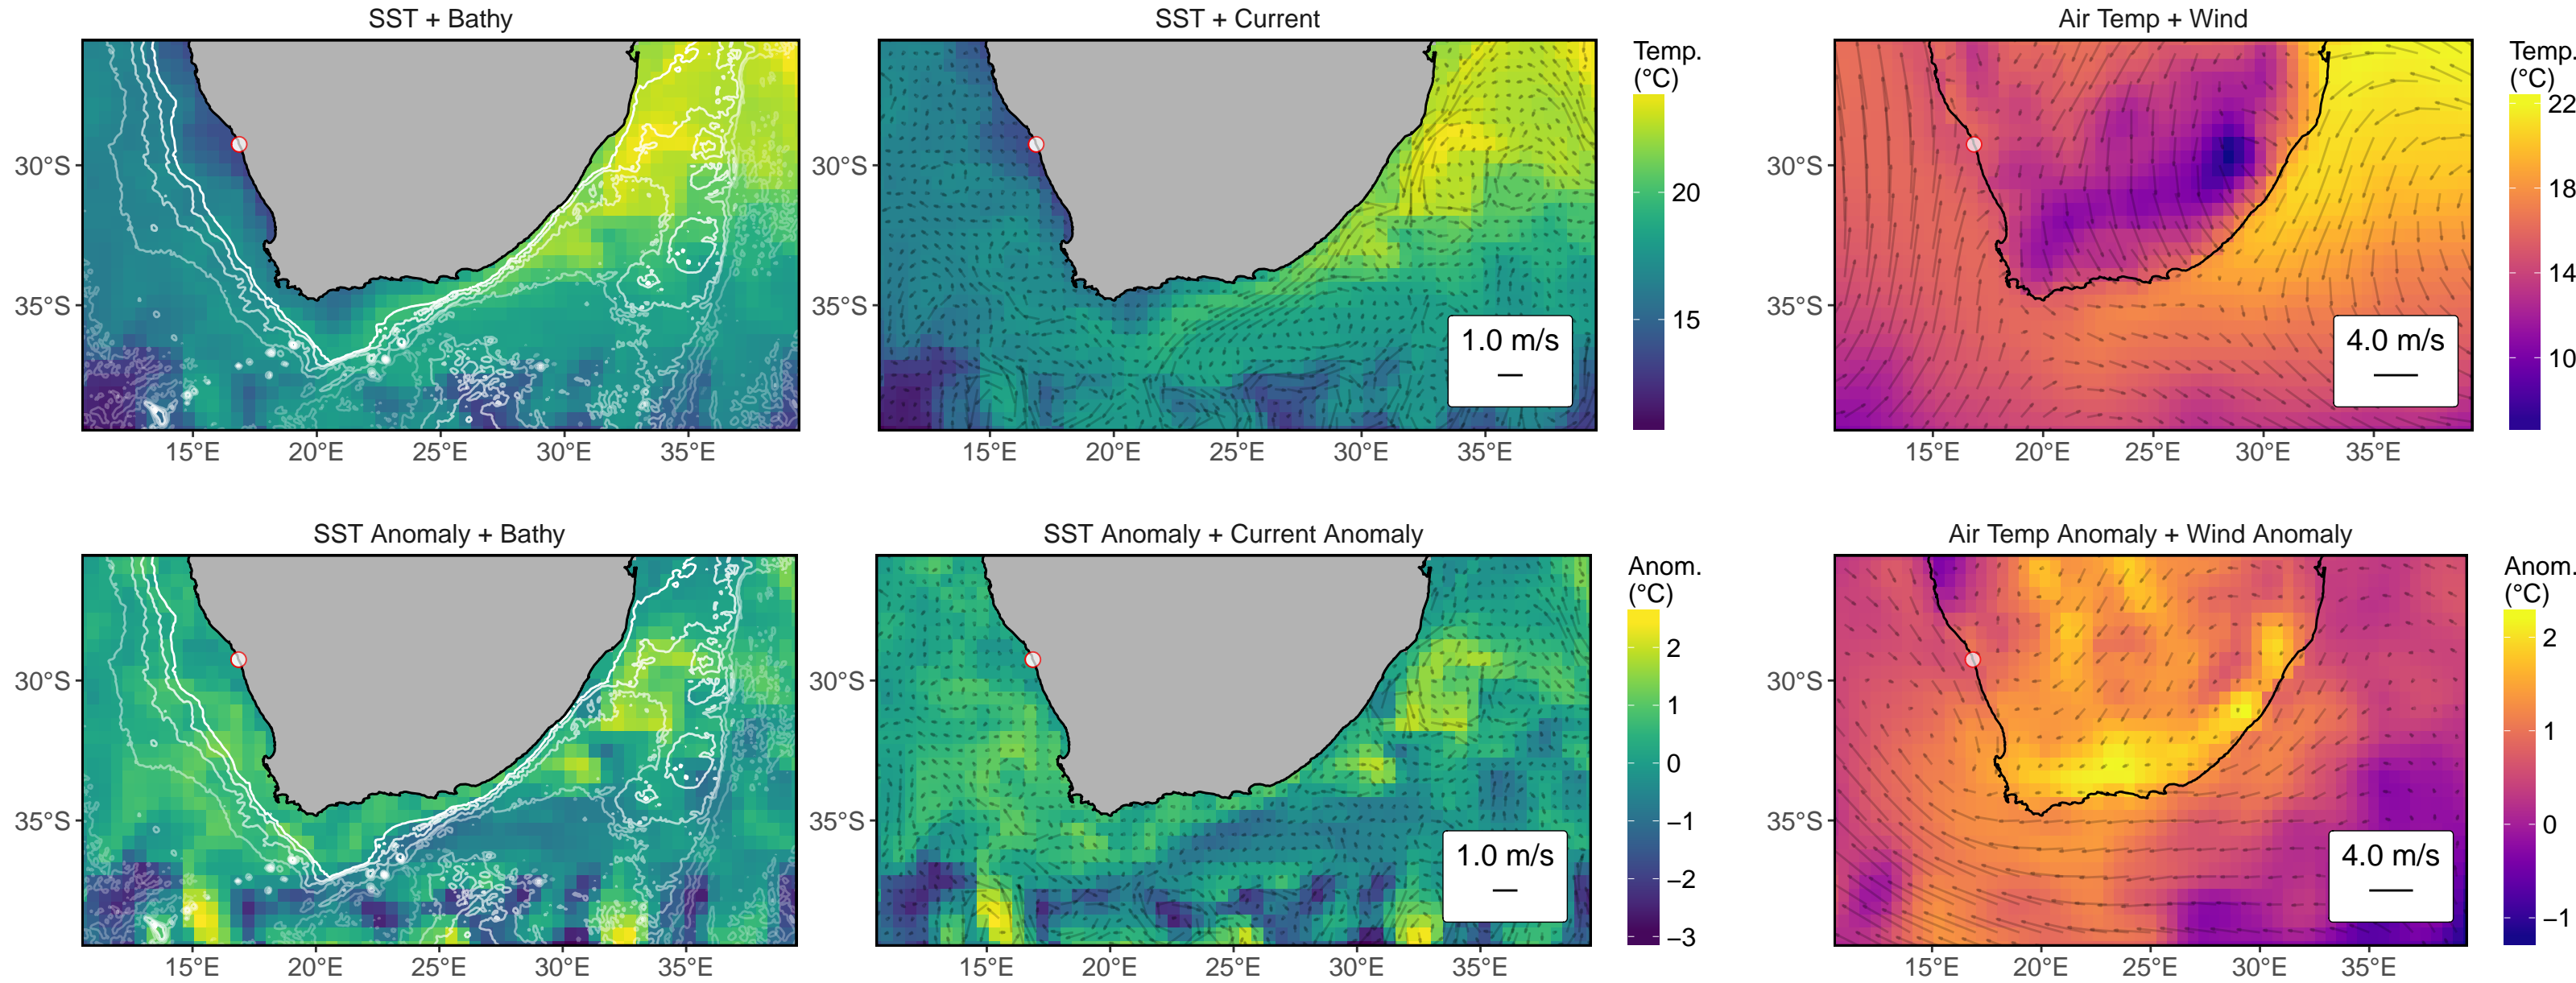 SST + Bathy
SST + Current
Air Temp + Wind
30°S
35°S
15°E
20°E
25°E
30°E
35°E
30°S
35°S
1.0 m/s
15°E
20°E
25°E
30°E
35°E
Temp.
(°C)
20
15
30°S
35°S
4.0 m/s
15°E
20°E
25°E
30°E
35°E
Temp.
(°C)
22
18
14
10
SST Anomaly + Bathy
SST Anomaly + Current Anomaly
Air Temp Anomaly + Wind Anomaly
30°S
35°S
15°E
20°E
25°E
30°E
35°E
30°S
35°S
1.0 m/s
15°E
20°E
25°E
30°E
35°E
Anom.
(°C)
2
1
0
−1
−2
−3
30°S
35°S
4.0 m/s
15°E
20°E
25°E
30°E
35°E
Anom.
(°C)
2
1
0
−1